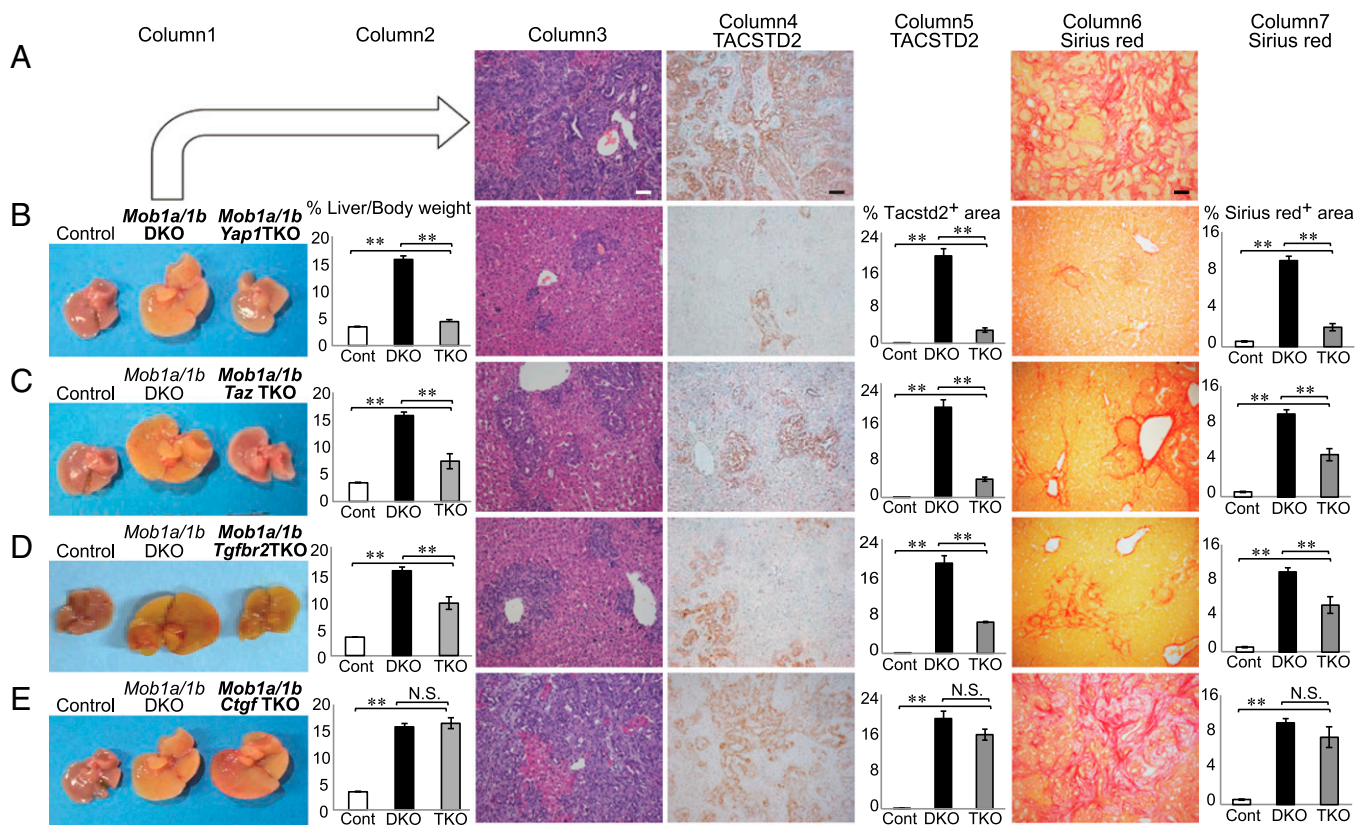 Column1
Column2
Column3
Column4
TACSTD2
Column5
TACSTD2
Column6
Sirius red
Column7
Sirius red
A
B
Control
Mob1a/1b
DKO
Mob1a/1b
Yap1TKO
% Liver/Body weight
20
15
10
5
0
**
**
Cont DKO TKO
% Tacstd2+ area
24
16
8
0
**
**
Cont DKO TKO
% Sirius red+ area
16
8
4
0
**
**
Cont DKO TKO
C
Control
Mob1a/1b
DKO
Mob1a/1b
Taz TKO
20
15
10
5
0
**
**
Cont DKO TKO
24
16
8
0
**
**
Cont DKO TKO
16
8
4
0
**
**
Cont DKO TKO
D
Control
Mob1a/1b
DKO
Mob1a/1b
Tgfbr2TKO
20
15
10
5
0
**
**
Cont DKO TKO
24
16
8
0
**
**
Cont DKO TKO
16
8
4
0
**
**
Cont DKO TKO
E
Control
Mob1a/1b
DKO
Mob1a/1b
Ctgf TKO
20
15
10
5
0
**
N.S.
Cont DKO TKO
24
16
8
0
**
N.S.
Cont DKO TKO
16
8
4
0
**
N.S.
Cont DKO TKO